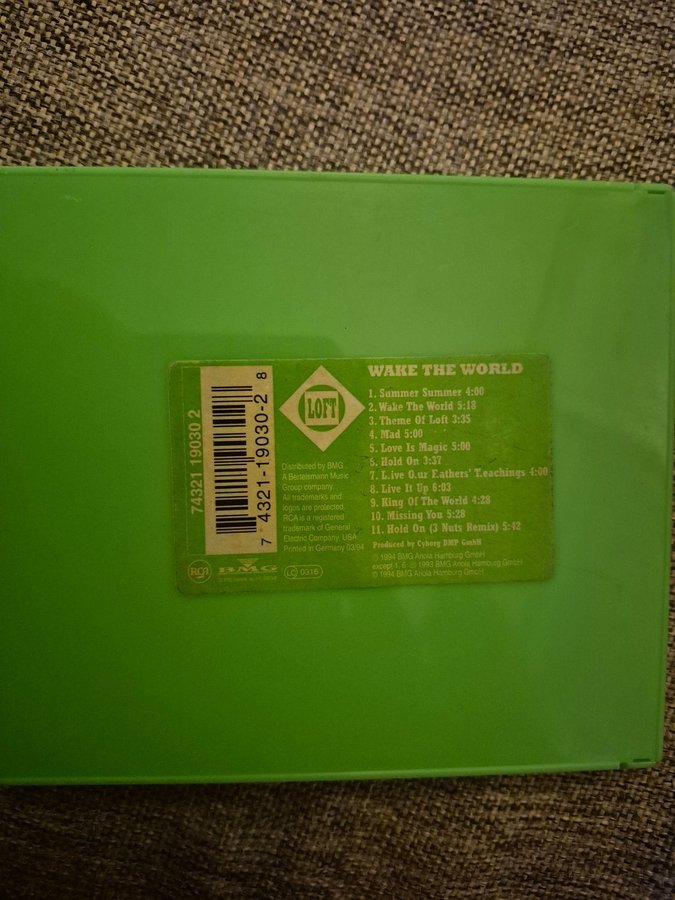 74321 19030 2
7 4321-19030-2 8
RCA
BMG
LC 0316
LOFT
Distributed by BMG
A Bertelsmann Music
Group company.
All trademarks and
logos are protected.
RCA is a registered
trademark of General
Electric Company, USA
Printed in Germany 03/94
WAKE THE WORLD
1. Summer Summer 4:00
2. Wake The World 5:18
3. Theme Of Loft 3:35
4. Mad 5:00
5. Love Is Magic 5:00
6. Hold On 3:37
7. L.ive O.ur F.athers' T.eachings 4:00
8. Live It Up 6:03
9. King Of The World 4:28
10. Missing You 5:28
11. Hold On (3 Nuts Remix) 5:42
Produced by Cyborg DMP GmbH
℗ 1994 BMG Ariola Hamburg GmbH
except 1, 6: ℗ 1993 BMG Ariola Hamburg GmbH
© 1994 BMG Ariola Hamburg GmbH